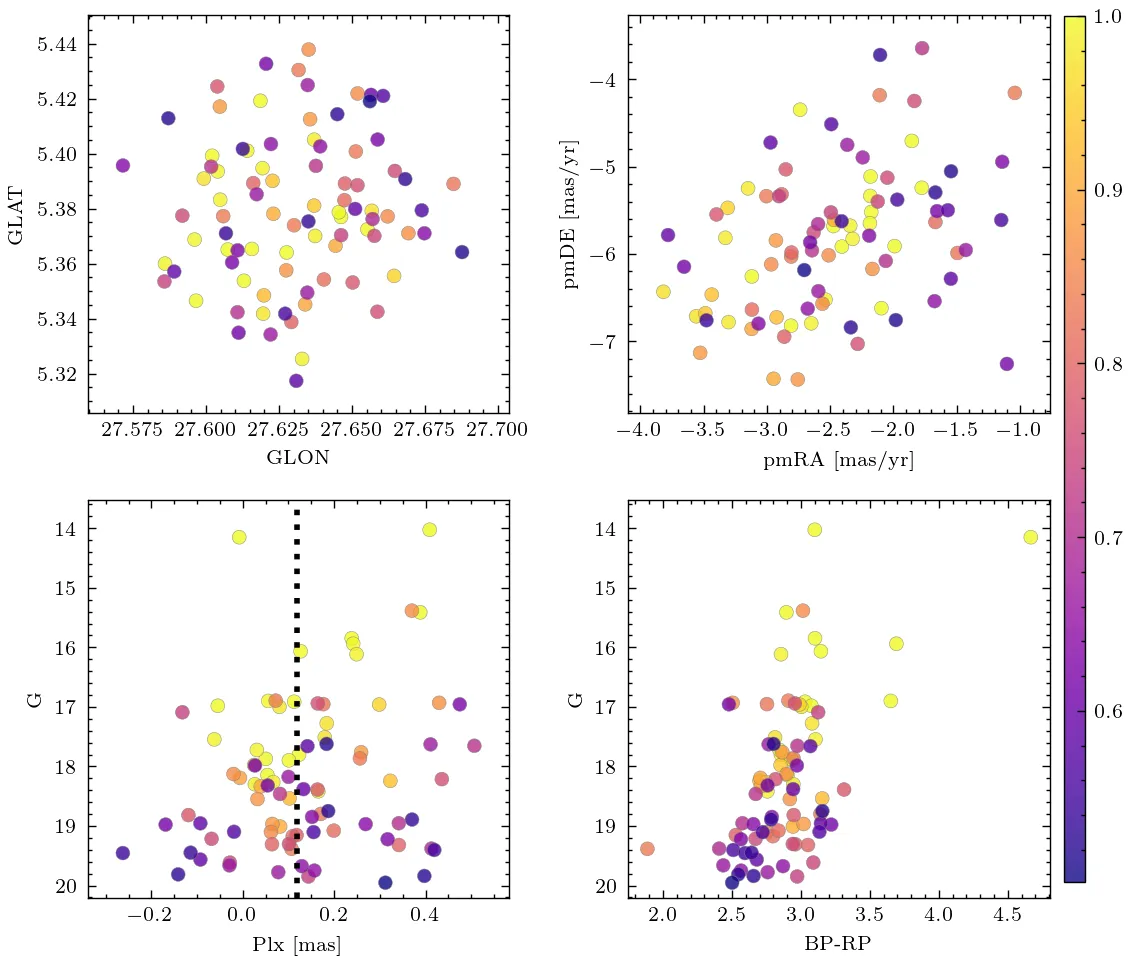 5.44
5.42
5.40
5.38
5.36
5.34
5.32
GLAT
27.575 27.600 27.625 27.650 27.675 27.700
GLON
−4
−5
−6
−7
pmDE [mas/yr]
−4.0 −3.5 −3.0 −2.5 −2.0 −1.5 −1.0
pmRA [mas/yr]
1.0
0.9
0.8
0.7
0.6
14
15
16
17
18
19
20
G
−0.2 0.0 0.2 0.4
Plx [mas]
14
15
16
17
18
19
20
G
2.0 2.5 3.0 3.5 4.0 4.5
BP-RP